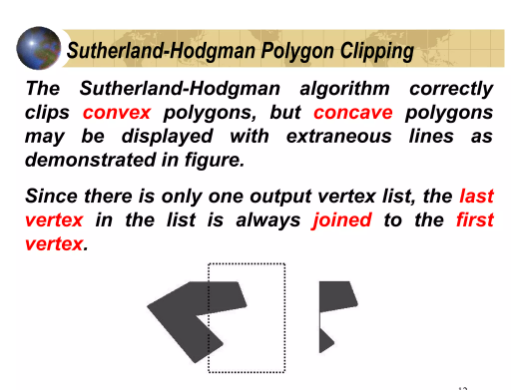 Sutherland-Hodgman Polygon Clipping
The Sutherland-Hodgman algorithm correctly
clips convex polygons, but concave polygons
may be displayed with extraneous lines as
demonstrated in figure.
Since there is only one output vertex list, the last
vertex in the list is always joined to the first
vertex.